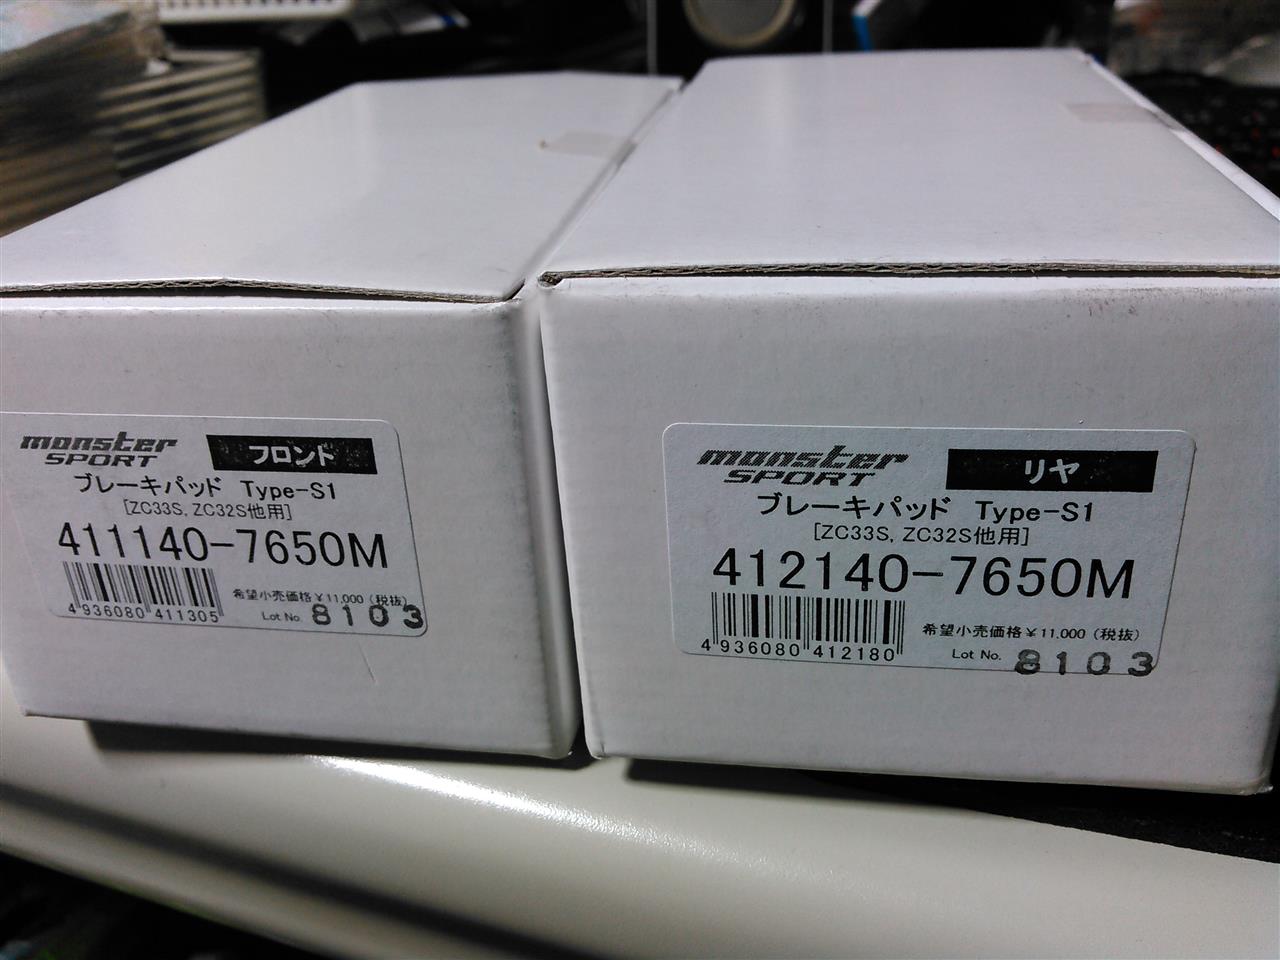 monster
SPORT
フロント
ブレーキパッド Type-S1
[ZC33S, ZC32S他用]
411140-7650M
4 936080 411305
希望小売価格¥11,000 (税抜)
Lot No. 8103
monster
SPORT
リヤ
ブレーキパッド Type-S1
[ZC33S, ZC32S他用]
412140-7650M
4 936080 412180
希望小売価格¥11,000 (税抜)
Lot No. 8103